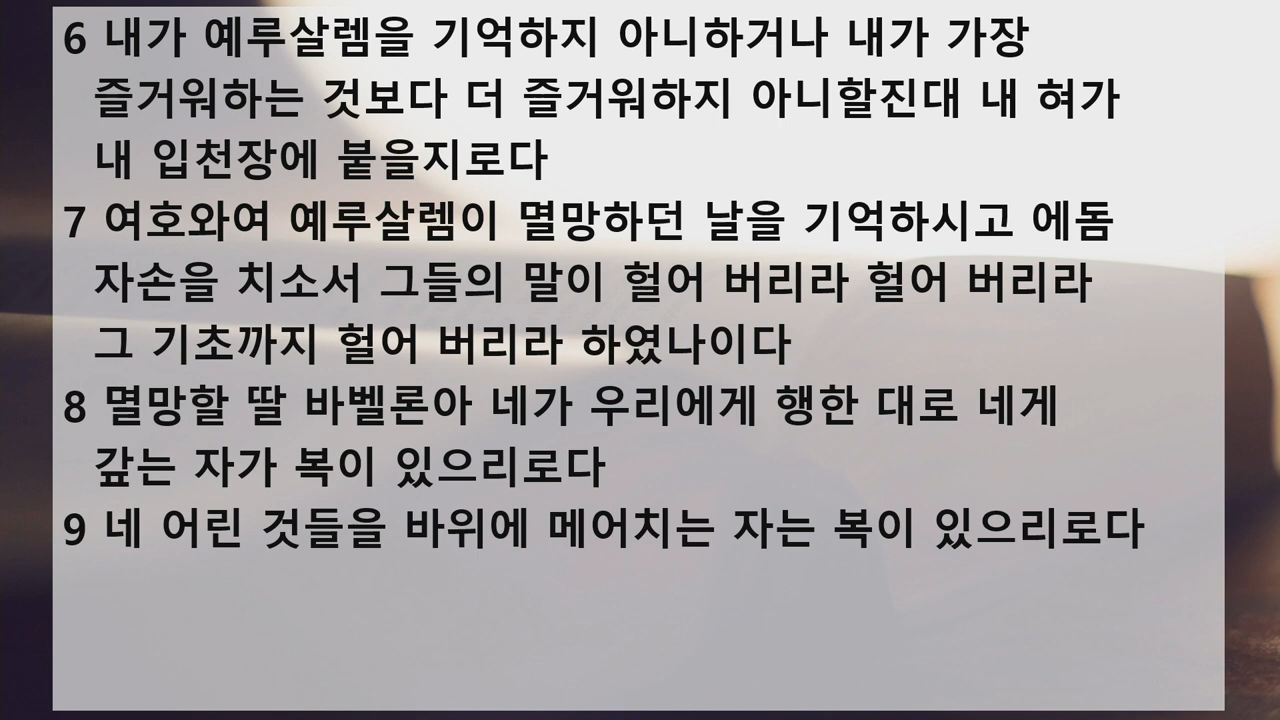 6 내가 예루살렘을 기억하지 아니하거나 내가 가장
즐거워하는 것보다 더 즐거워하지 아니할진대 내 혀가
내 입천장에 붙을지로다
7 여호와여 예루살렘이 멸망하던 날을 기억하시고 에돔
자손을 치소서 그들의 말이 헐어 버리라 헐어 버리라
그 기초까지 헐어 버리라 하였나이다
8 멸망할 딸 바벨론아 네가 우리에게 행한 대로 네게
갚는 자가 복이 있으리로다
9 네 어린 것들을 바위에 메어치는 자는 복이 있으리로다